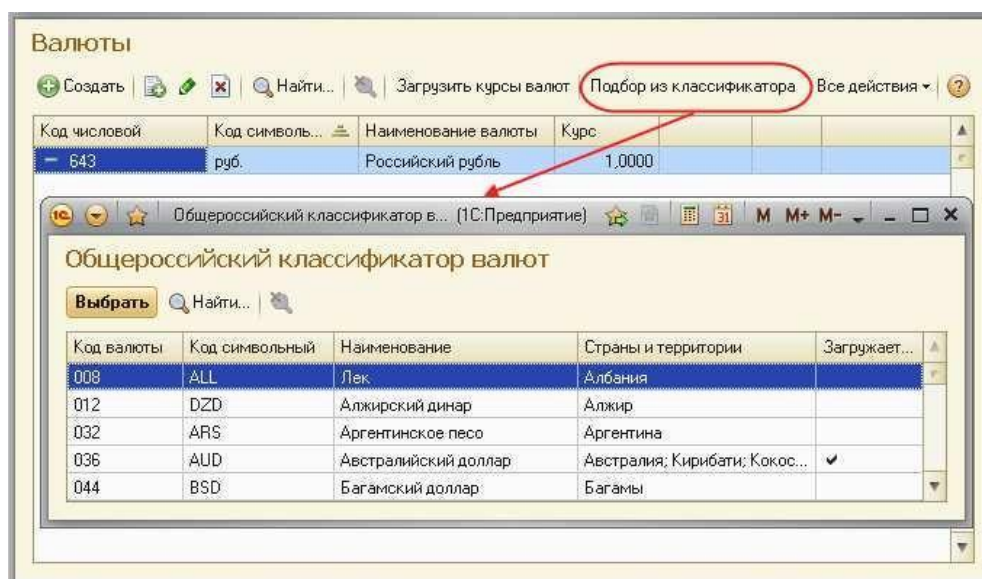 Валюты
Создать Найти... Загрузить курсы валют Подбор из классификатора Все действия
Код числовой Код символь... Наименование валюты Курс
643 руб. Российский рубль 1,0000
1С Общероссийский классификатор в... (1С:Предприятие) 31 M M+ M-
Общероссийский классификатор валют
Выбрать Найти...
Код валюты Код символьный Наименование Страны и территории Загружает...
008 ALL Лек Албания
012 DZD Алжирский динар Алжир
032 ARS Аргентинское песо Аргентина
036 AUD Австралийский доллар Австралия; Кирибати; Кокос...
044 BSD Багамский доллар Багамы